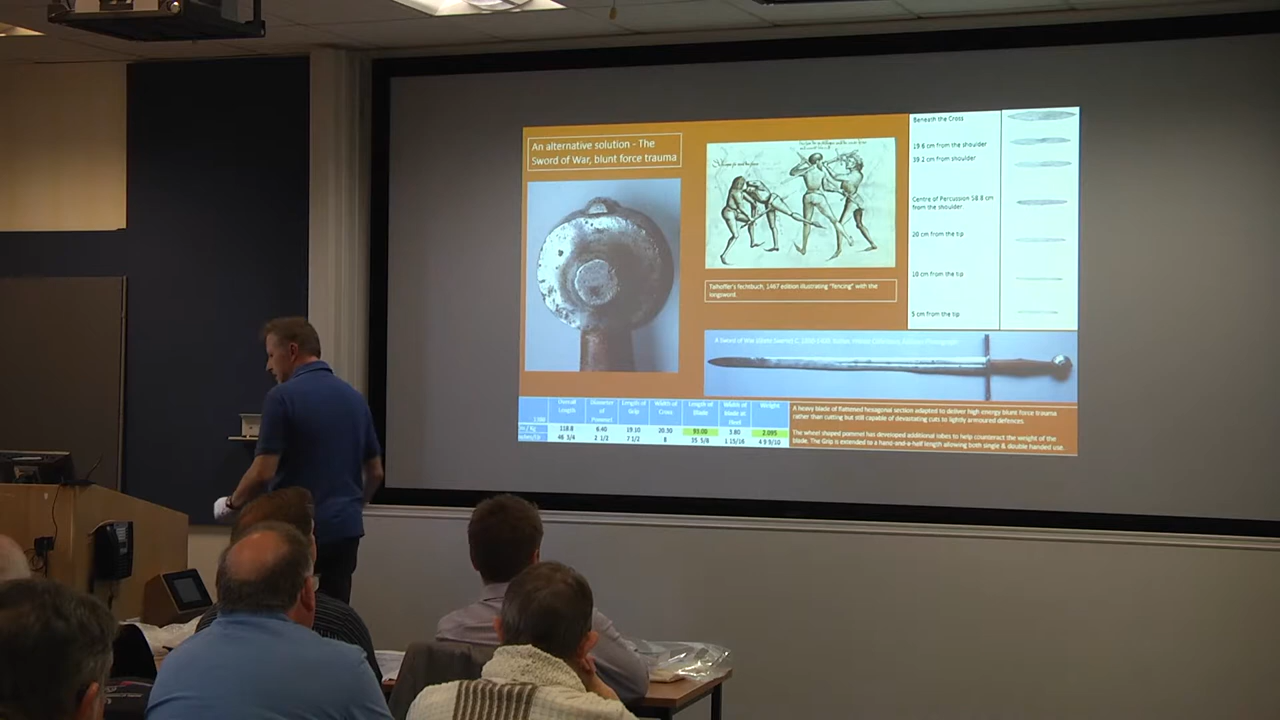 An alternative solution - The
Sword of War, blunt force trauma
Talhoffer's Fechtbuch, 1467 edition illustrating "fencing" with the
longsword.
Beneath the Cross
19.6 cm from the shoulder
39.2 cm from shoulder
Centre of Percussion 58.8 cm
from the shoulder
20 cm from the tip
10 cm from the tip
5 cm from the tip
A Sword of War
Overall Length
Diameter of Pommel
Length of Grip
Width of Cross
Length of Blade
Width of blade at
Weight
118.8 6.40 19.10 20.30 91.00 3.80 2.095
46 3/4 2 1/2 7 1/2 8 35 5/8 1 15/16 4 9 9/10
A heavy blade of flattened hexagonal section adapted to deliver high energy blunt force trauma
rather than cutting but still capable of devastating cuts to lightly armoured defences.
The wheel shaped pommel has developed additional lobes to help counteract the weight of the
blade. The Grip is extended to a hand-and-a-half length allowing both single & double handed use.